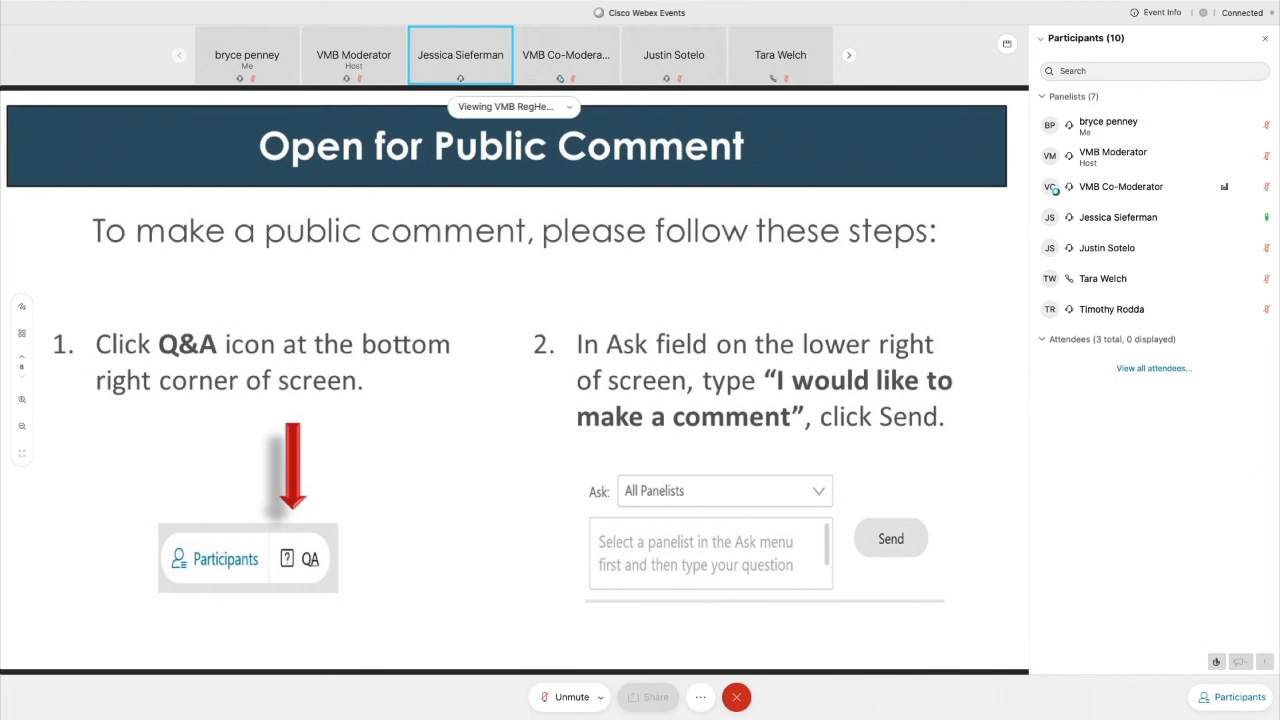 Cisco Webex Events
Event Info
Connected
bryce penney
Me
VMB Moderator
Host
Jessica Sieferman
VMB Co-Modera...
Justin Sotelo
Tara Welch
Viewing VMB RegHe...
Open for Public Comment
To make a public comment, please follow these steps:
1. Click Q&A icon at the bottom
right corner of screen.
Participants
? QA
2. In Ask field on the lower right
of screen, type “I would like to
make a comment”, click Send.
Ask: All Panelists
Select a panelist in the Ask menu
first and then type your question
Send
8
Participants (10)
Search
Panelists (7)
BP bryce penney
Me
VM VMB Moderator
Host
VC VMB Co-Moderator
JS Jessica Sieferman
JS Justin Sotelo
TW Tara Welch
TR Timothy Rodda
Attendees (3 total, 0 displayed)
View all attendees...
Unmute
Share
Participants